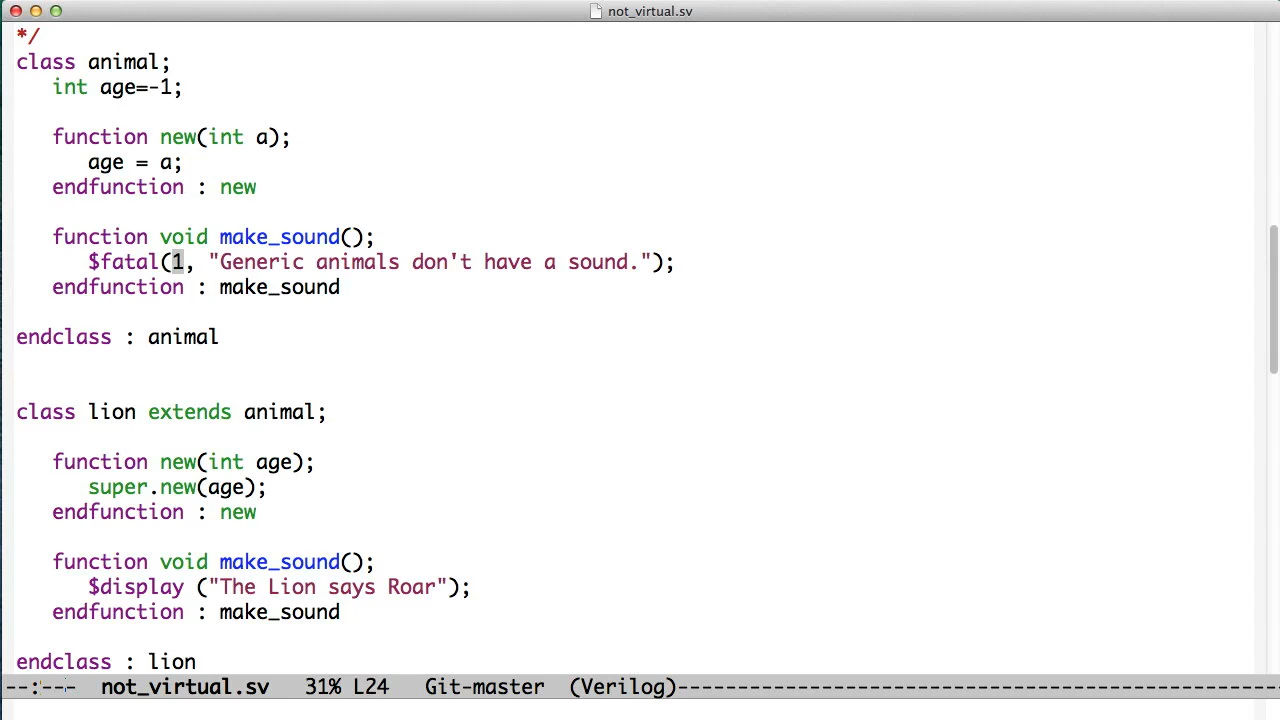 not_virtual.sv
*/
class animal;
int age=-1;
function new(int a);
age = a;
endfunction : new
function void make_sound();
$fatal(1, "Generic animals don't have a sound.");
endfunction : make_sound
endclass : animal
class lion extends animal;
function new(int age);
super.new(age);
endfunction : new
function void make_sound();
$display ("The Lion says Roar");
endfunction : make_sound
endclass : lion
--:--- not_virtual.sv 31% L24 Git-master (Verilog)--------------------------------------------------